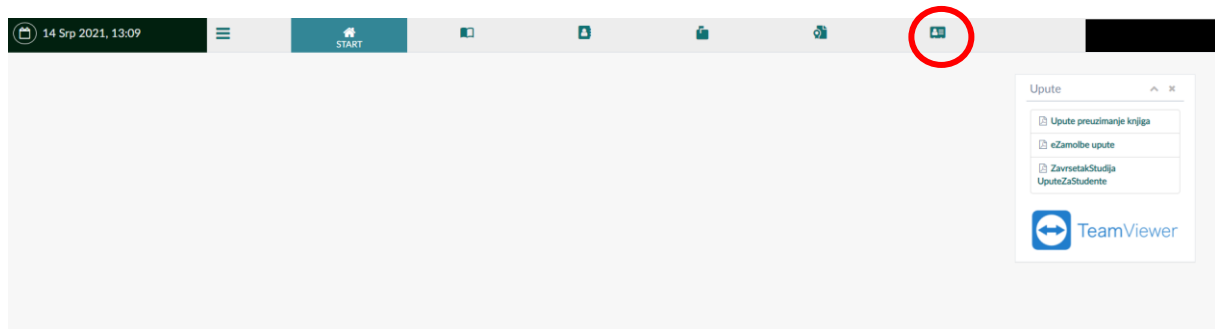 14 Srp 2021, 13:09
START
Upute
Upute preuzimanje knjiga
eZamolbe upute
ZavrsetakStudija
UputeZaStudente
TeamViewer